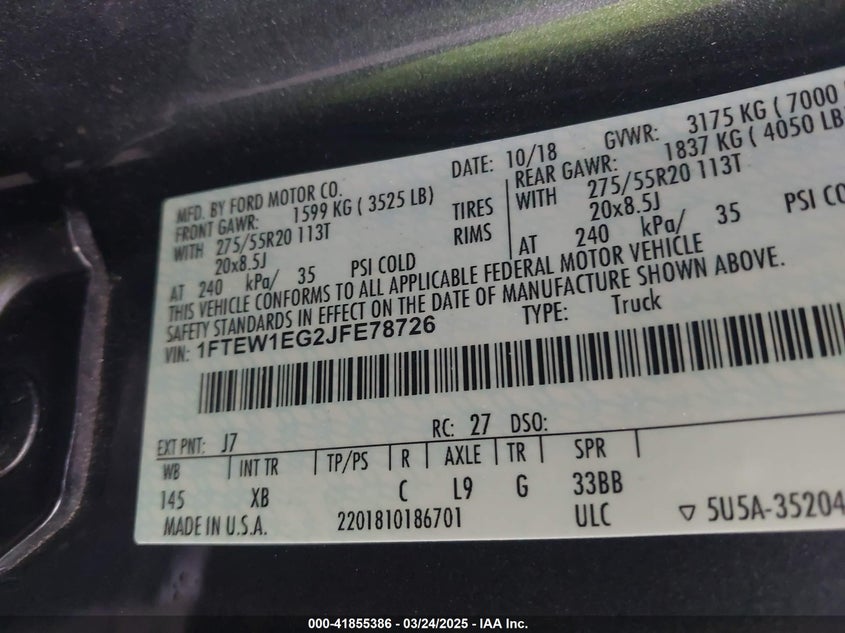 MFD. BY FORD MOTOR CO. DATE: 10/18 GVWR: 3175 KG ( 7000
FRONT GAWR: 1599 KG ( 3525 LB) REAR GAWR: 1837 KG ( 4050 LB
WITH 275/55R20 113T TIRES WITH 275/55R20 113T
20x8.5J RIMS 20x8.5J
AT 240 kPa/ 35 PSI COLD AT 240 kPa/ 35 PSI CO
THIS VEHICLE CONFORMS TO ALL APPLICABLE FEDERAL MOTOR VEHICLE
SAFETY STANDARDS IN EFFECT ON THE DATE OF MANUFACTURE SHOWN ABOVE.
VIN: 1FTEW1EG2JFE78726 TYPE: Truck
EXT PNT: J7 RC: 27 DSO:
WB INT TR TP/PS R AXLE TR SPR
145 XB C L9 G 33BB
MADE IN U.S.A. 2201810186701 ULC ▽ 5U5A-35204
000-41855386 - 03/24/2025 - IAA Inc.